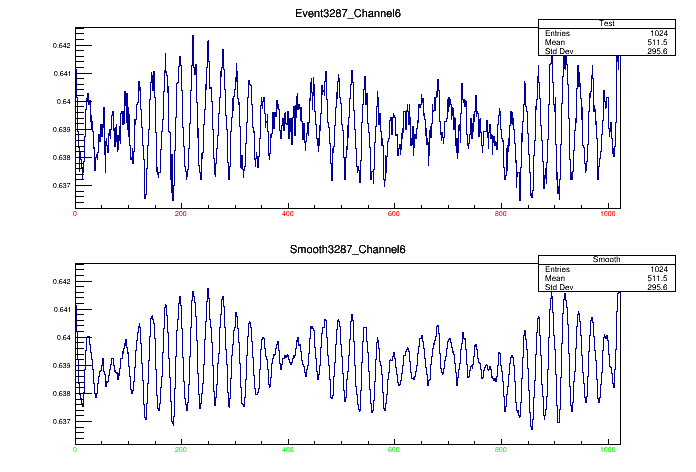 Event3287_Channel6
Test
Entries 1024
Mean 511.5
Std Dev 295.6
0.642
0.641
0.64
0.639
0.638
0.637
0 200 400 600 800 1000
Smooth3287_Channel6
Smooth
Entries 1024
Mean 511.5
Std Dev 295.6
0.642
0.641
0.64
0.639
0.638
0.637
0 200 400 600 800 1000